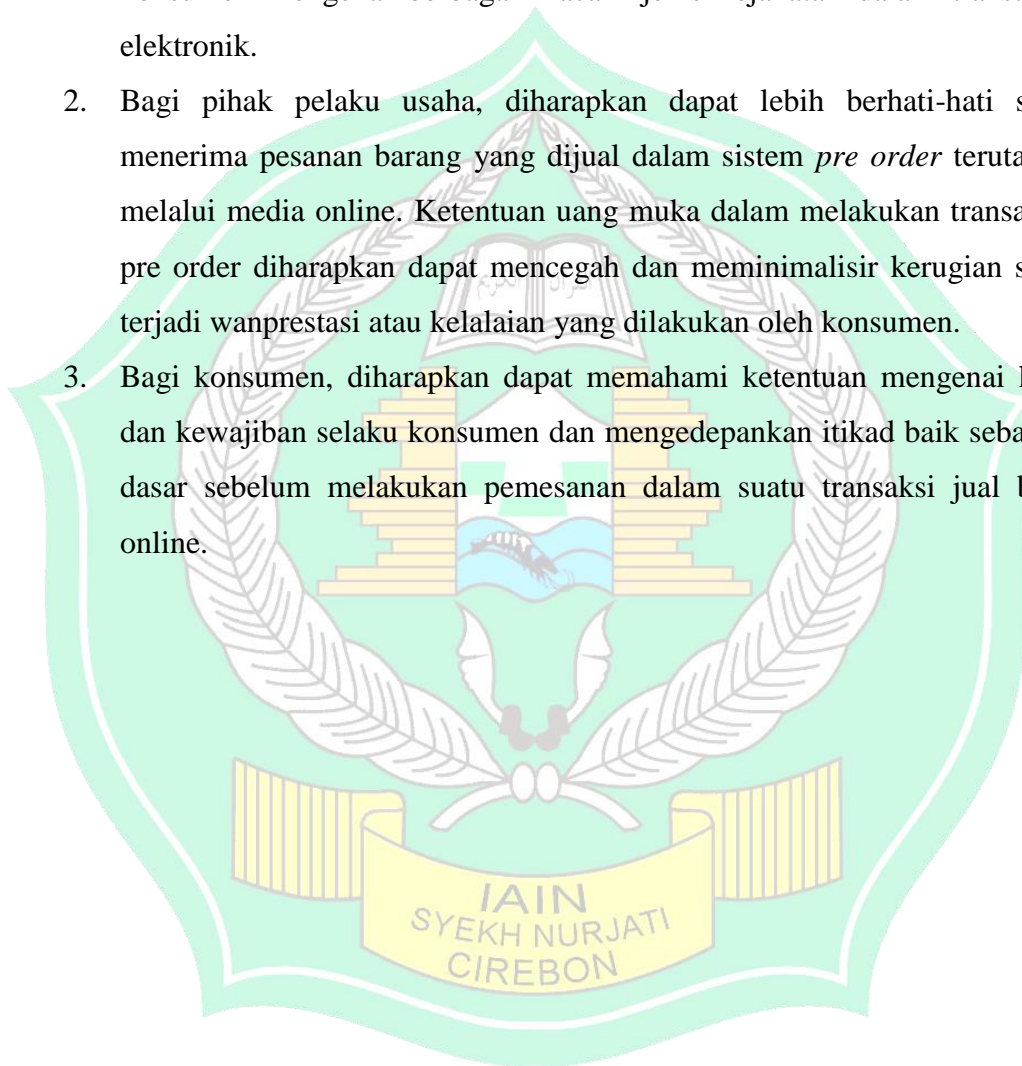 elektronik.
2. Bagi pihak pelaku usaha, diharapkan dapat lebih berhati-hati
menerima pesanan barang yang dijual dalam sistem pre order
melalui media online. Ketentuan uang muka dalam melakukan
pre order diharapkan dapat mencegah dan meminimalisir kerugian
terjadi wanprestasi atau kelalaian yang dilakukan oleh konsumen.
3. Bagi konsumen, diharapkan dapat memahami ketentuan mengenai
dan kewajiban selaku konsumen dan mengedepankan itikad baik
dasar sebelum melakukan pemesanan dalam suatu transaksi jual
online.
IAIN
SYEKH NURJATI
CIREBON